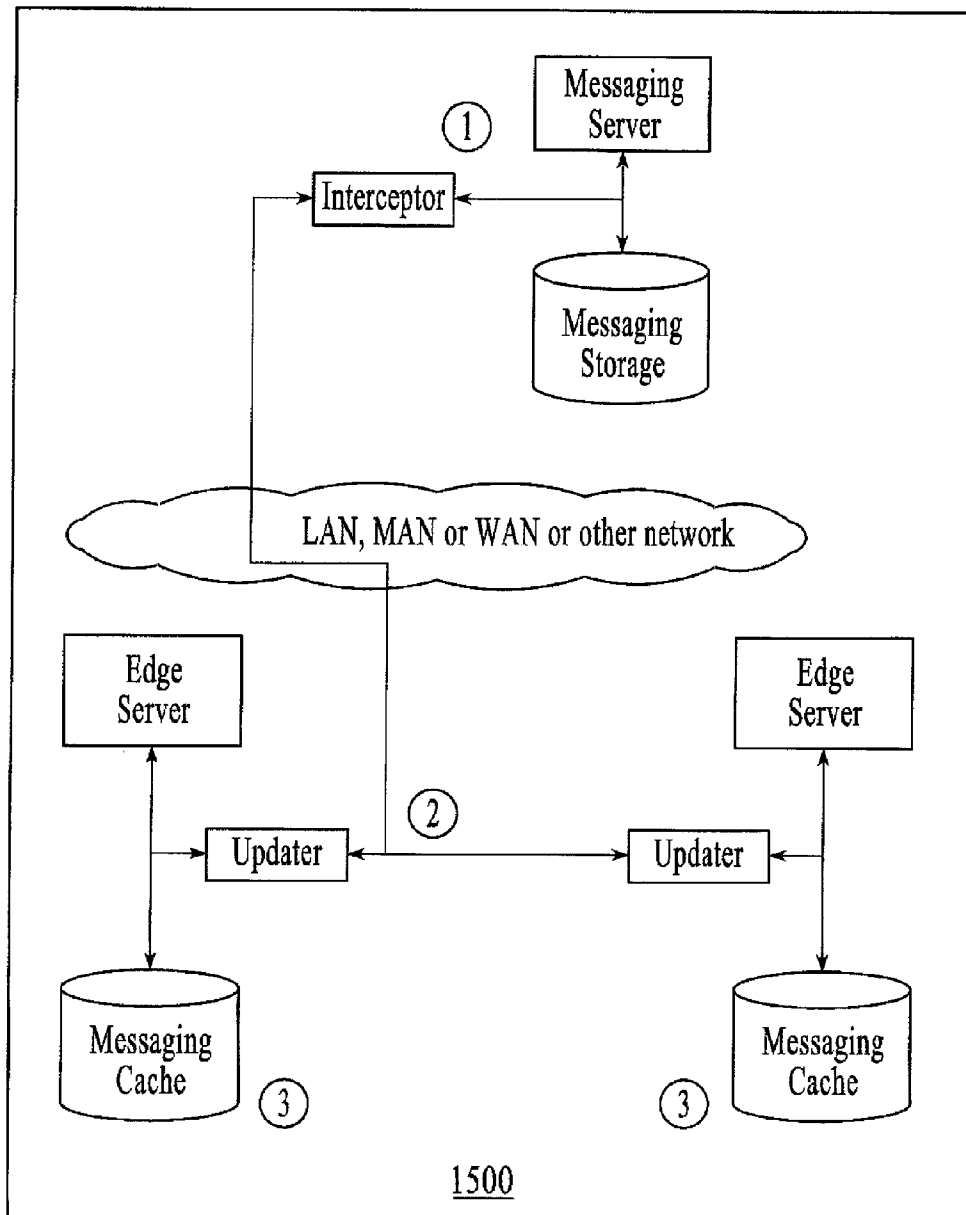 Messaging
Server
1
Interceptor
Messaging
Storage
LAN, MAN or WAN or other network
Edge
Server
Edge
Server
2
Updater
Updater
Messaging
Cache
3
Messaging
Cache
3
1500